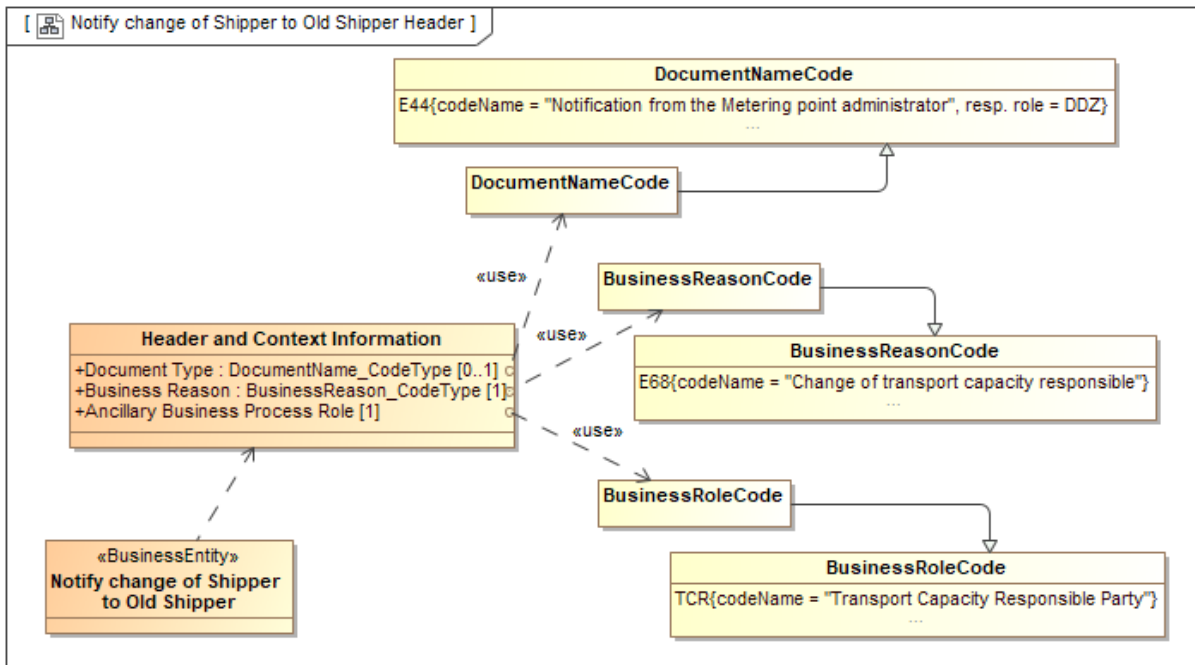 [ Notify change of Shipper to Old Shipper Header ]
DocumentNameCode
E44{codeName = "Notification from the Metering point administrator", resp. role = DDZ}
...
DocumentNameCode
«use»
BusinessReasonCode
«use»
BusinessReasonCode
E68{codeName = "Change of transport capacity responsible"}
...
Header and Context Information
+Document Type : DocumentName_CodeType [0..1]
+Business Reason : BusinessReason_CodeType [1]
+Ancillary Business Process Role [1]
«use»
BusinessRoleCode
BusinessRoleCode
TCR{codeName = "Transport Capacity Responsible Party"}
...
«BusinessEntity»
Notify change of Shipper
to Old Shipper